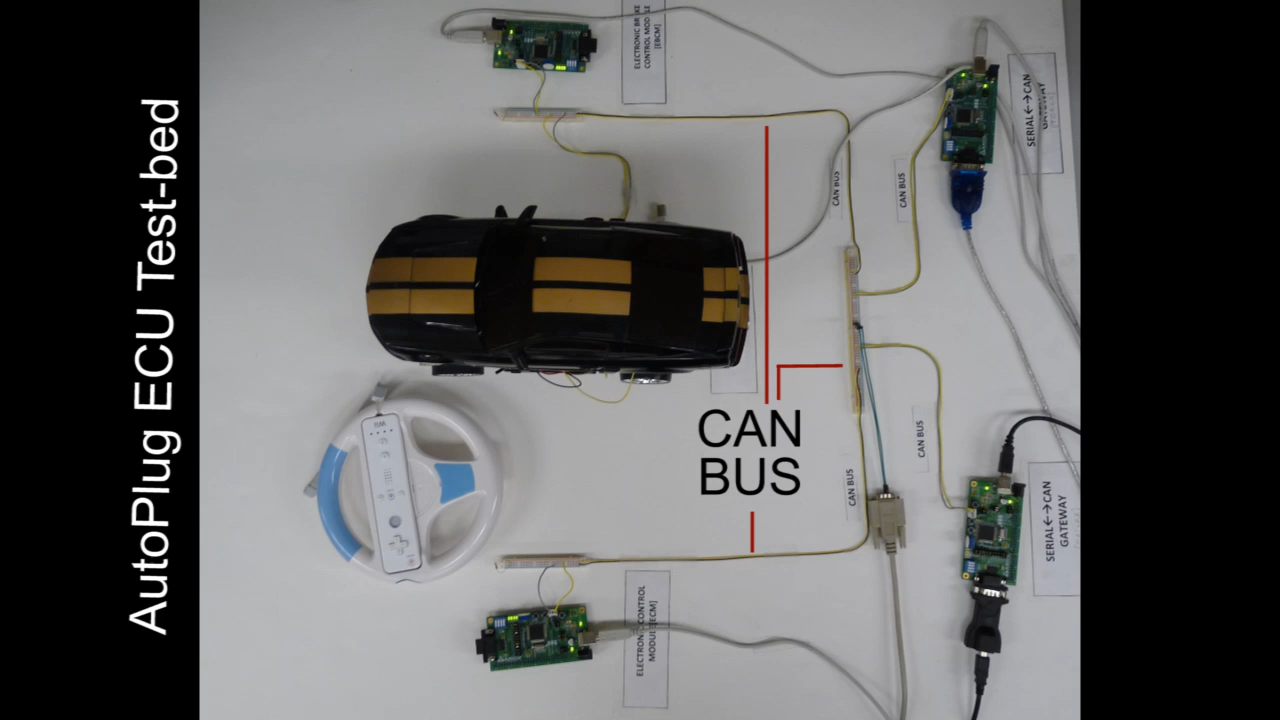 AutoPlug ECU Test-bed
ELECTRONIC BRAKE
CONTROL MODULE
[EBCM]
SERIAL←→CAN
GATEWAY
CAN BUS
CAN BUS
CAN
BUS
CAN BUS
CAN BUS
SERIAL←→CAN
GATEWAY
ELECTRONIC CONTROL
MODULE [ECM]
Wii